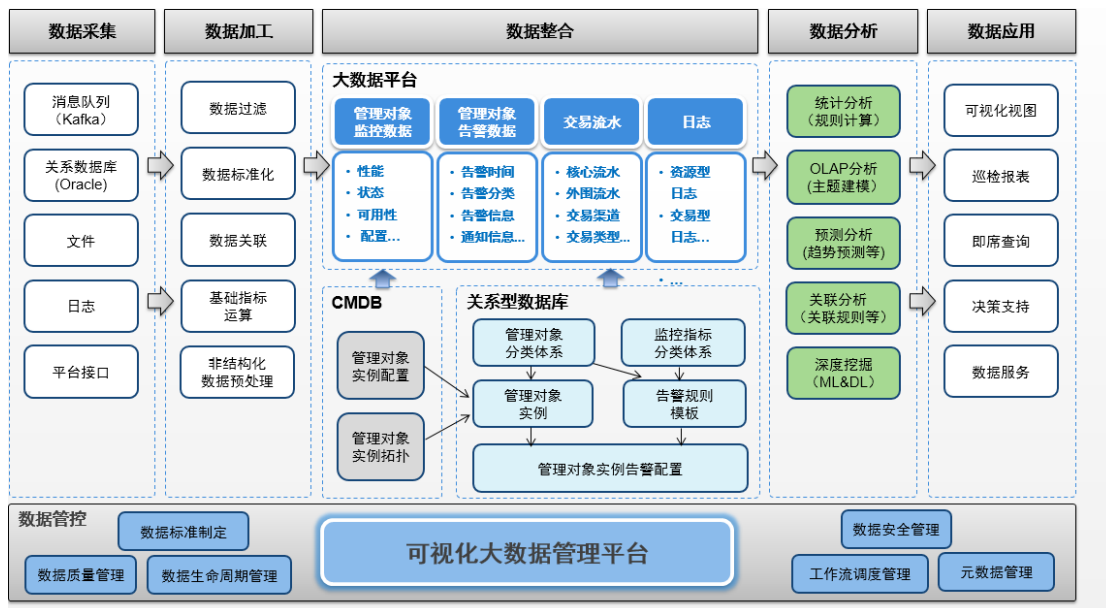 数据采集
数据加工
数据整合
数据分析
数据应用
消息队列
（Kafka）
关系数据库
(Oracle)
文件
日志
平台接口
数据过滤
数据标准化
数据关联
基础指标
运算
非结构化
数据预处理
大数据平台
管理对象
监控数据
· 性能
· 状态
· 可用性
· 配置...
管理对象
告警数据
· 告警时间
· 告警分类
· 告警信息
· 通知信息...
交易流水
· 核心流水
· 外围流水
· 交易渠道
· 交易类型...
日志
· 资源型
日志
· 交易型
日志...
· ...
CMDB
管理对象
实例配置
管理对象
实例拓扑
关系型数据库
管理对象
分类体系
监控指标
分类体系
管理对象
实例
告警规则
模板
管理对象实例告警配置
统计分析
（规则计算）
OLAP分析
(主题建模）
预测分析
(趋势预测等)
关联分析
（关联规则等）
深度挖掘
（ML&DL）
可视化视图
巡检报表
即席查询
决策支持
数据服务
数据管控
数据标准制定
数据质量管理
数据生命周期管理
可视化大数据管理平台
数据安全管理
工作流调度管理
元数据管理